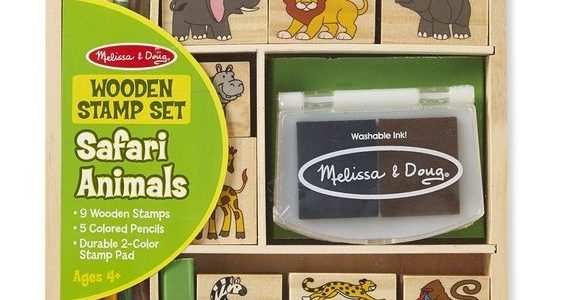 Melissa & Doug
WOODEN
STAMP SET
Safari
Animals
• 9 Wooden Stamps
• 5 Colored Pencils
• Durable 2-Color
Stamp Pad
Ages 4+
Washable Ink!
Melissa & Doug